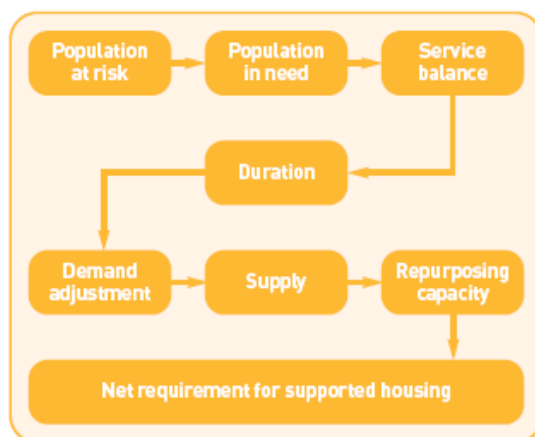 Population
at risk
Population
in need
Service
balance
Duration
Demand
adjustment
Supply
Repurposing
capacity
Net requirement for supported housing